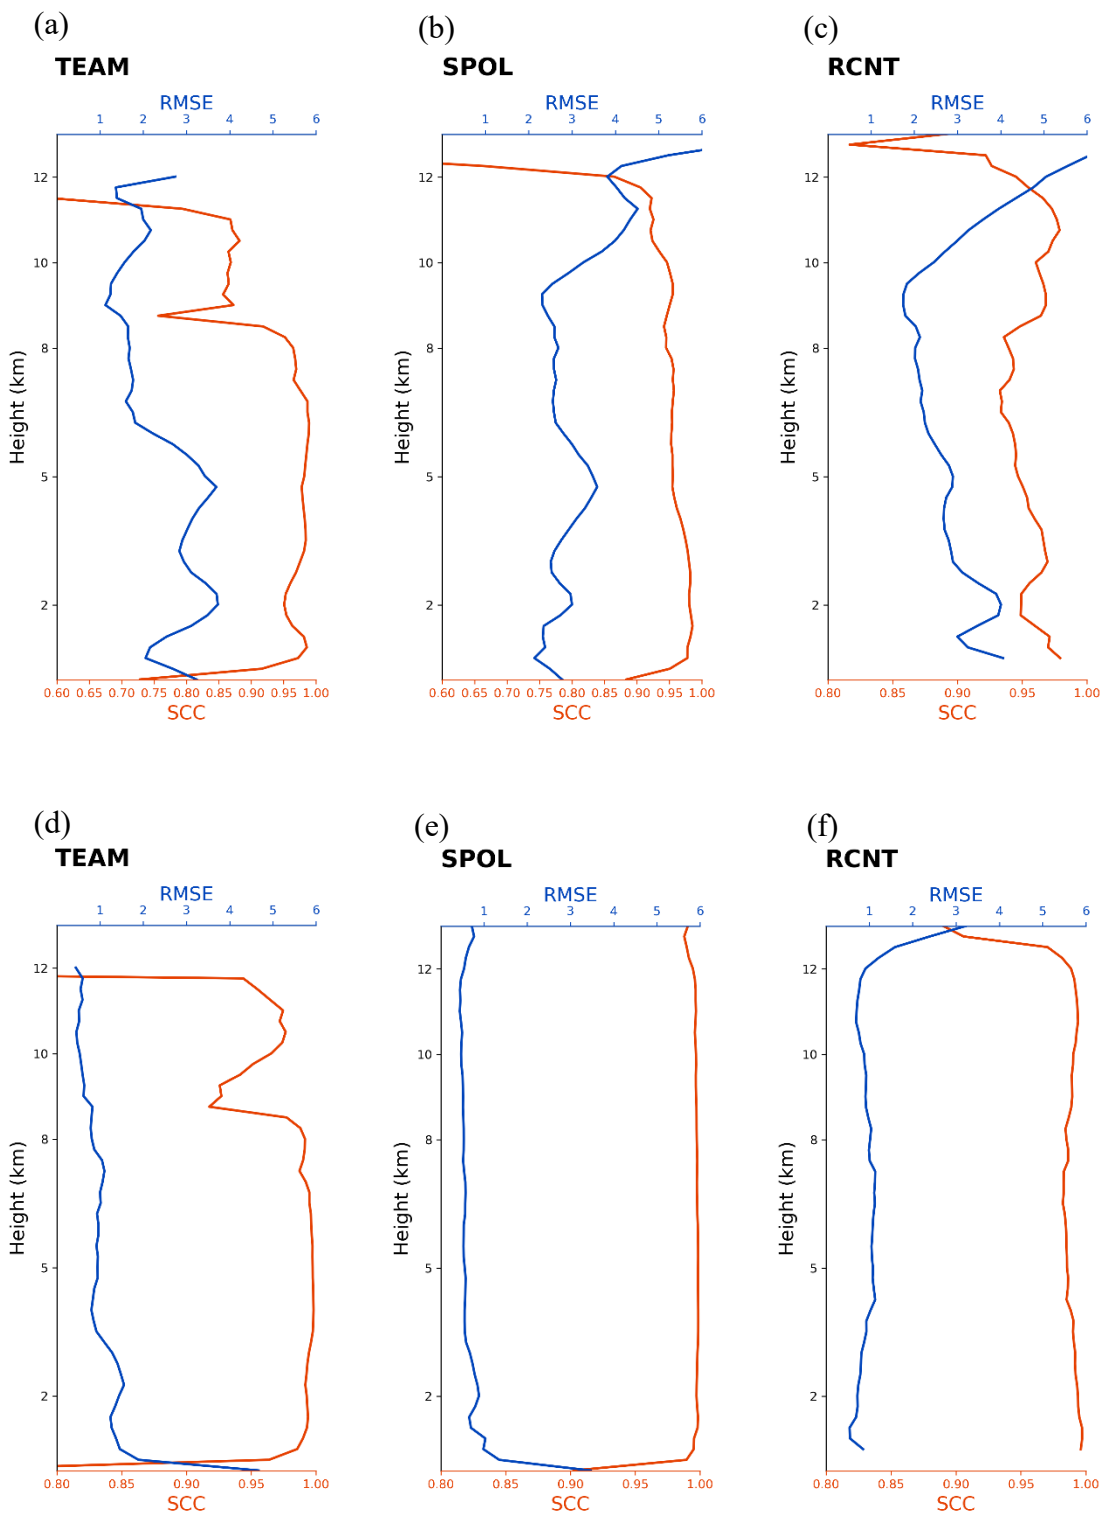 (a) (b) (c)
TEAM SPOL RCNT
RMSE RMSE RMSE
1 2 3 4 5 6 1 2 3 4 5 6 1 2 3 4 5 6
12 12 12
10 10 10
8 8 8
Height (km) Height (km) Height (km)
5 5 5
2 2 2
0.60 0.65 0.70 0.75 0.80 0.85 0.90 0.95 1.00 0.60 0.65 0.70 0.75 0.80 0.85 0.90 0.95 1.00 0.80 0.85 0.90 0.95 1.00
SCC SCC SCC
(d) (e) (f)
TEAM SPOL RCNT
RMSE RMSE RMSE
1 2 3 4 5 6 1 2 3 4 5 6 1 2 3 4 5 6
12 12 12
10 10 10
8 8 8
Height (km) Height (km) Height (km)
5 5 5
2 2 2
0.80 0.85 0.90 0.95 1.00 0.80 0.85 0.90 0.95 1.00 0.80 0.85 0.90 0.95 1.00
SCC SCC SCC